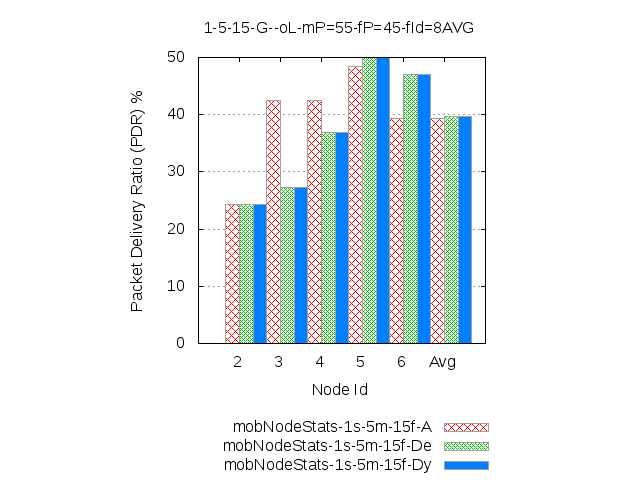 1-5-15-G--oL-mP=55-fP=45-fId=8AVG
Packet Delivery Ratio (PDR) %
50
40
30
20
10
0
2 3 4 5 6 Avg
Node Id
mobNodeStats-1s-5m-15f-A
mobNodeStats-1s-5m-15f-De
mobNodeStats-1s-5m-15f-Dy